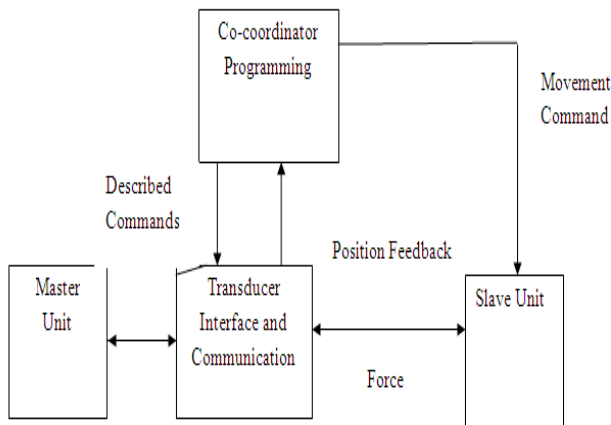 Co-coordinator
Programming
Movement
Command
Described
Commands
Position Feedback
Master
Unit
Transducer
Interface and
Communication
Slave Unit
Force